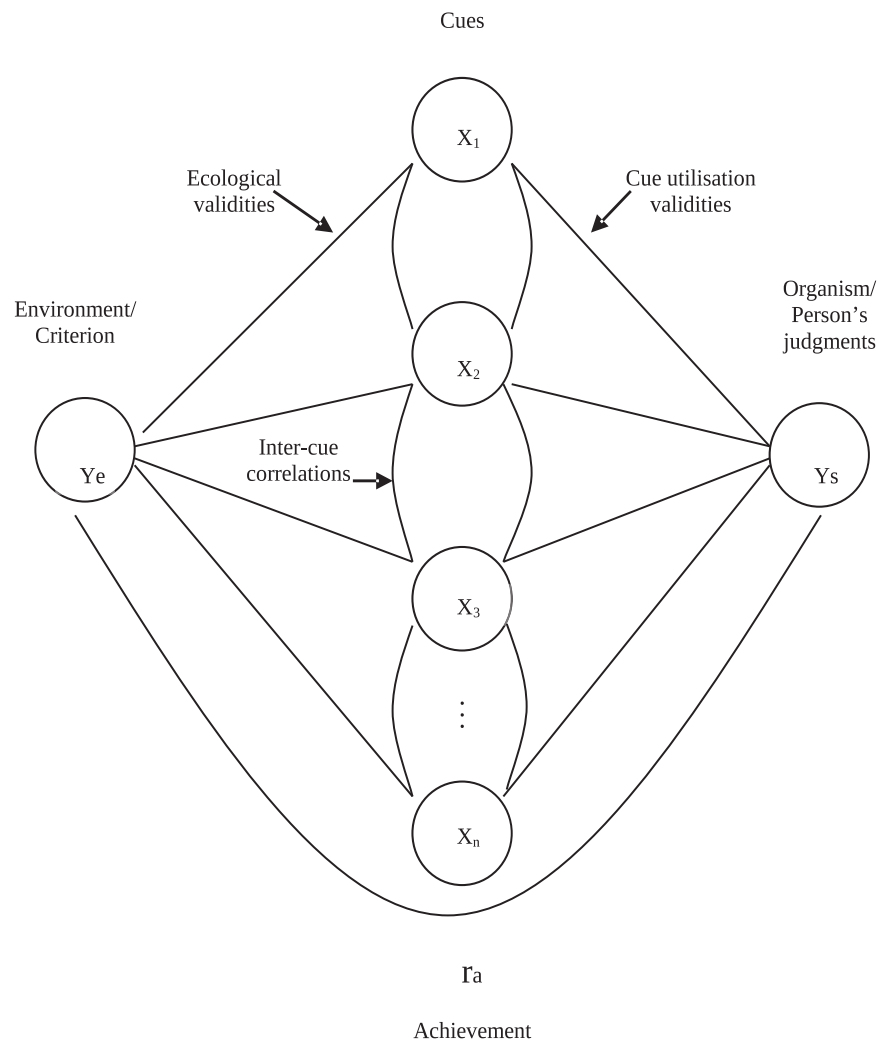 Cues
X₁
Ecological
validities
Cue utilisation
validities
Environment/
Criterion
Organism/
Person’s
judgments
X₂
Inter-cue
correlations
Ye
Ys
X₃
⋮
Xₙ
ra
Achievement